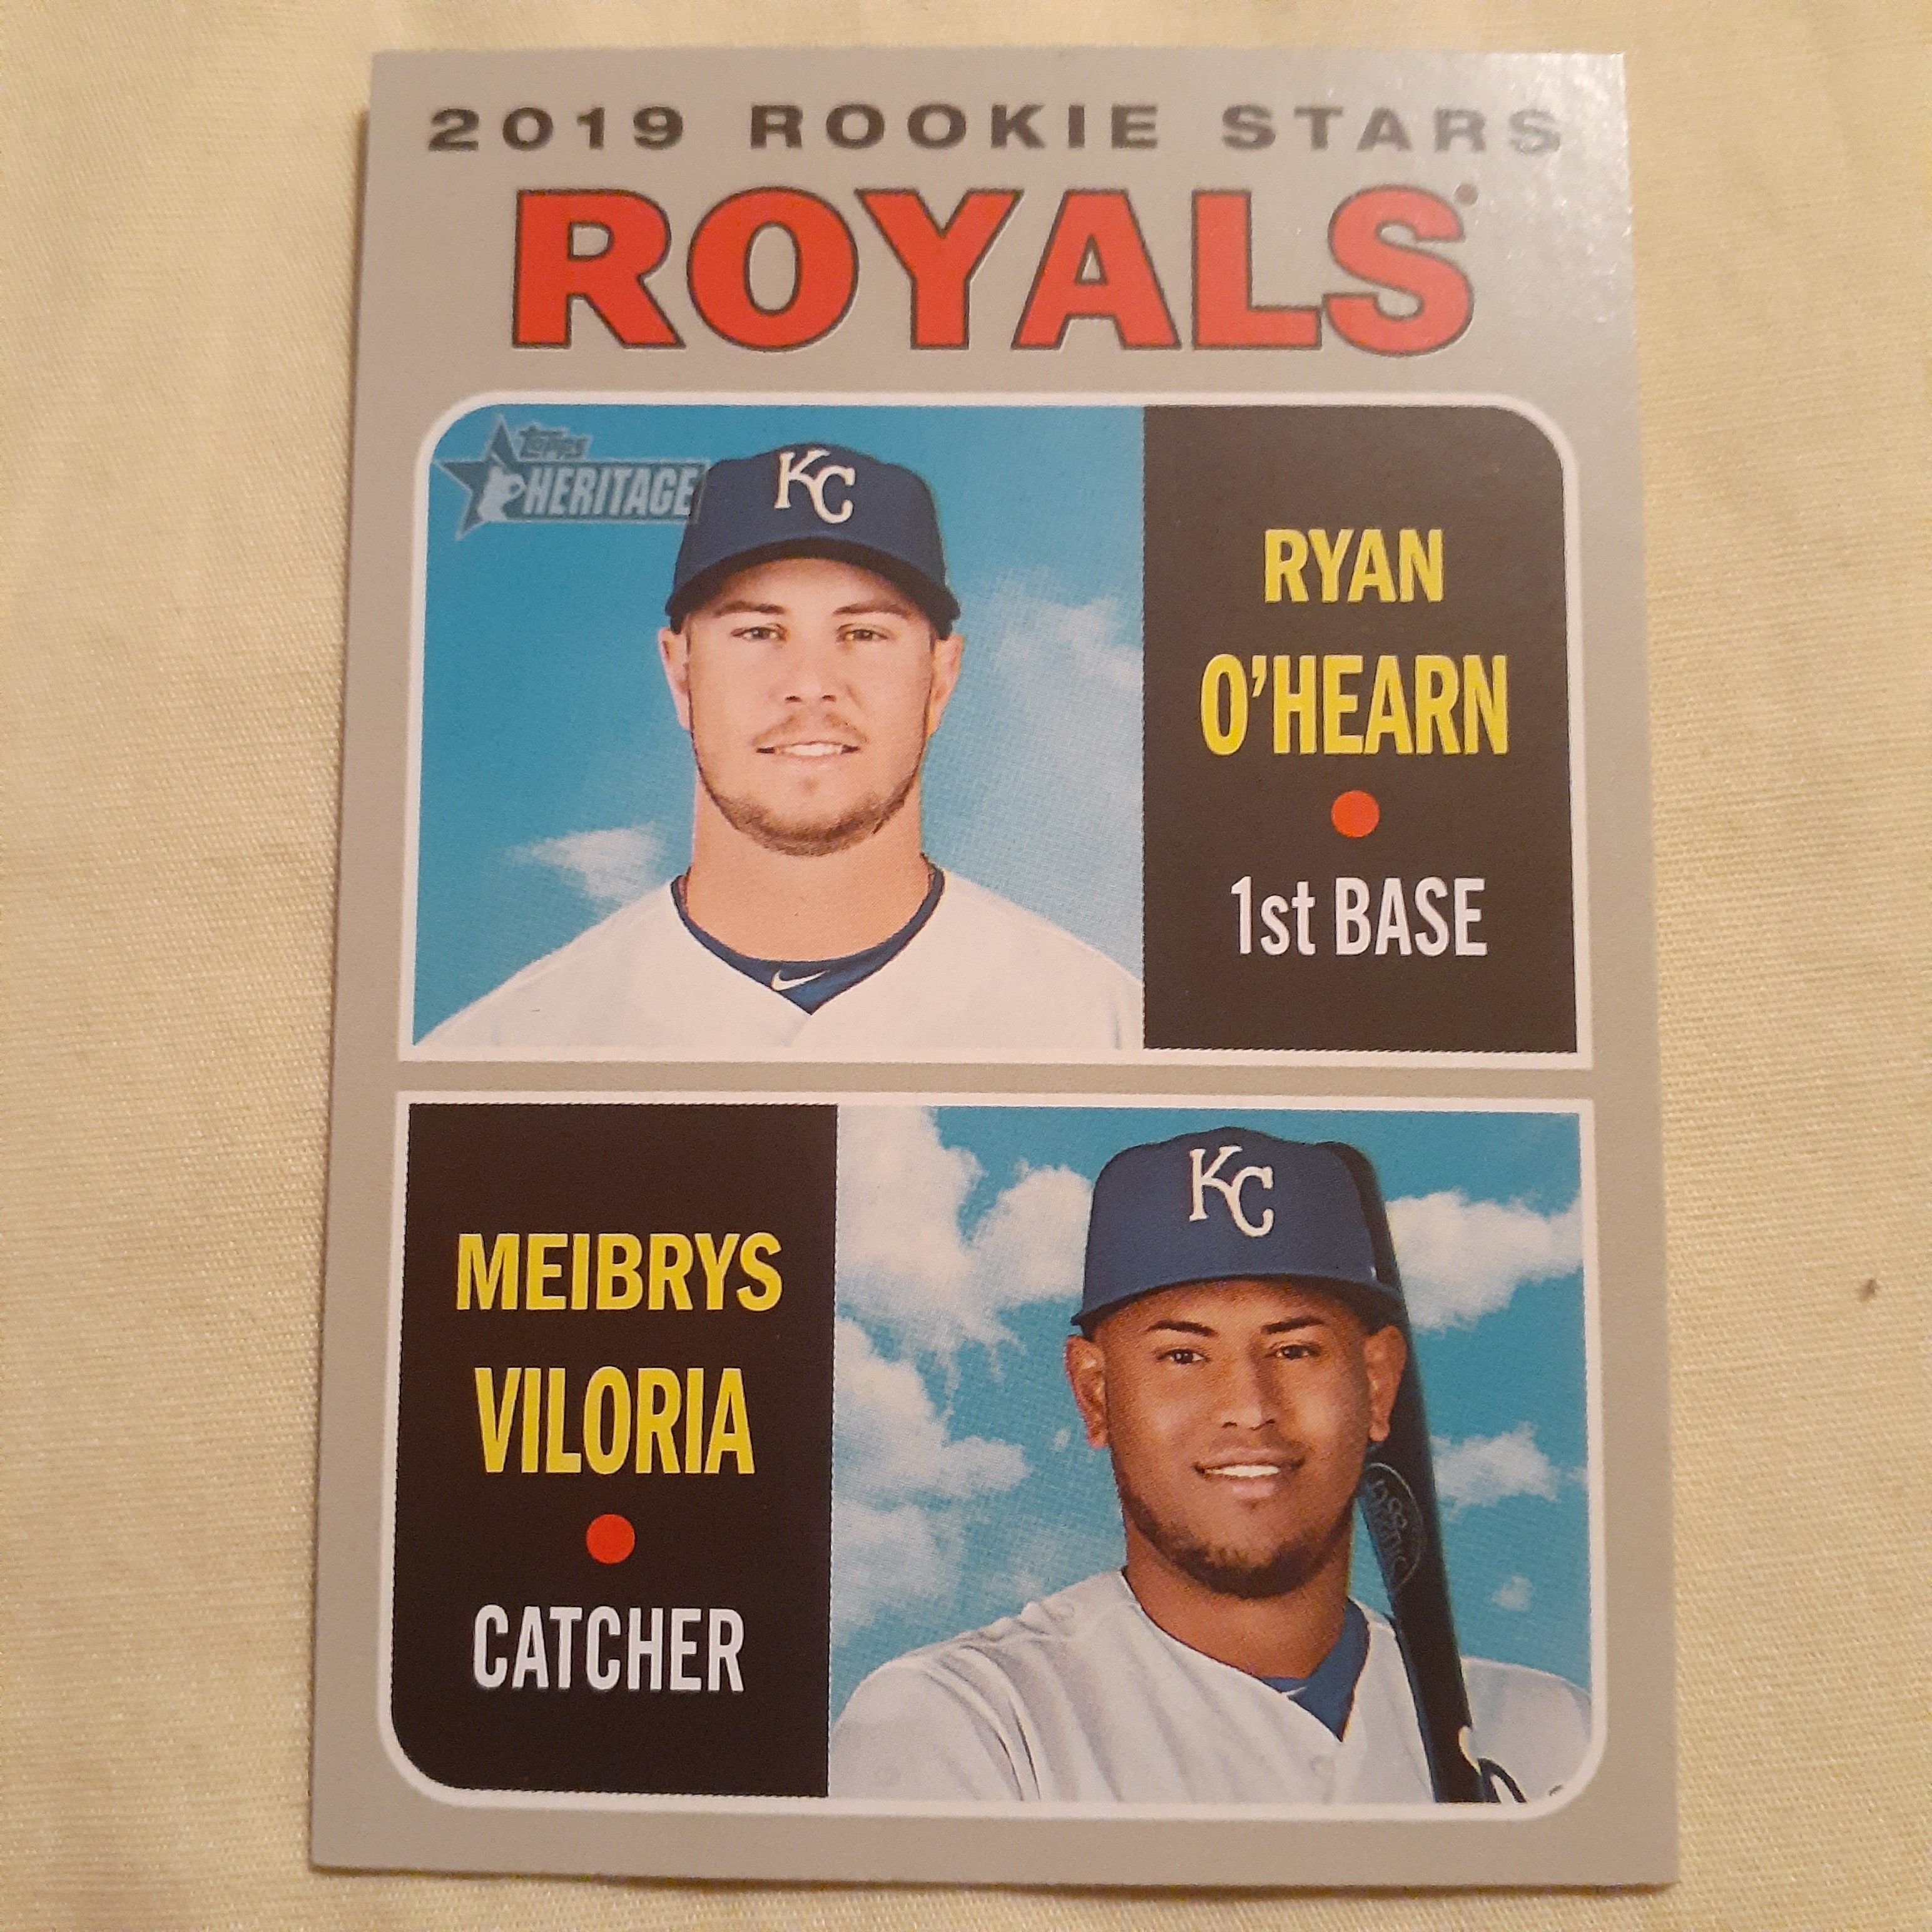 2019 ROOKIE STARS
ROYALS
Topps
HERITAGE
KC
RYAN
O'HEARN
1st BASE
KC
MEIBRYS
VILORIA
CATCHER